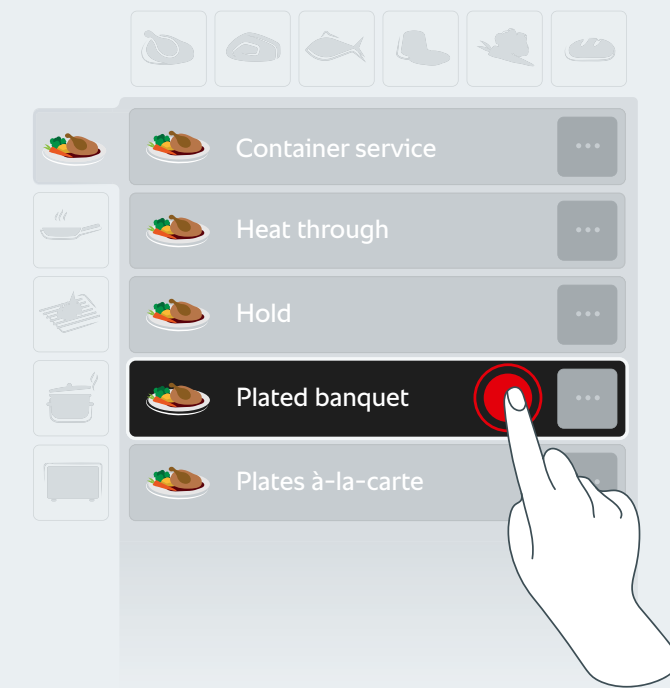 Container service
Heat through
Hold
Plated banquet
Plates à-la-carte